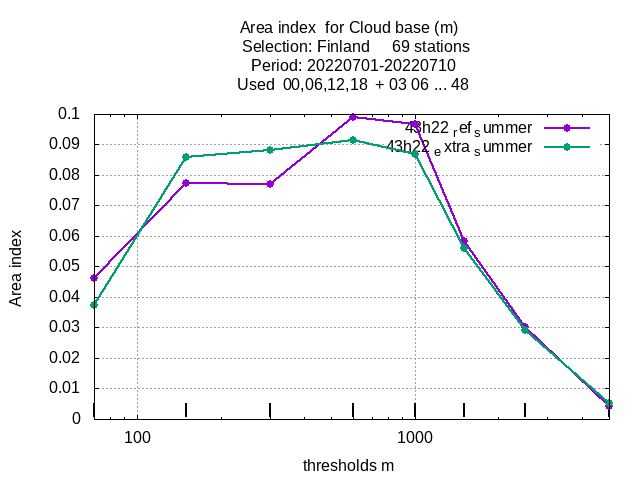 Area index  for Cloud base (m)
Selection: Finland     69 stations
Period: 20220701-20220710
Used  00,06,12,18  + 03 06 ... 48
0.1
43h22_ref_summer
0.09
43h22_extra_summer
0.08
0.07
0.06
0.05
0.04
0.03
0.02
0.01
0
Area index
100 1000
thresholds m